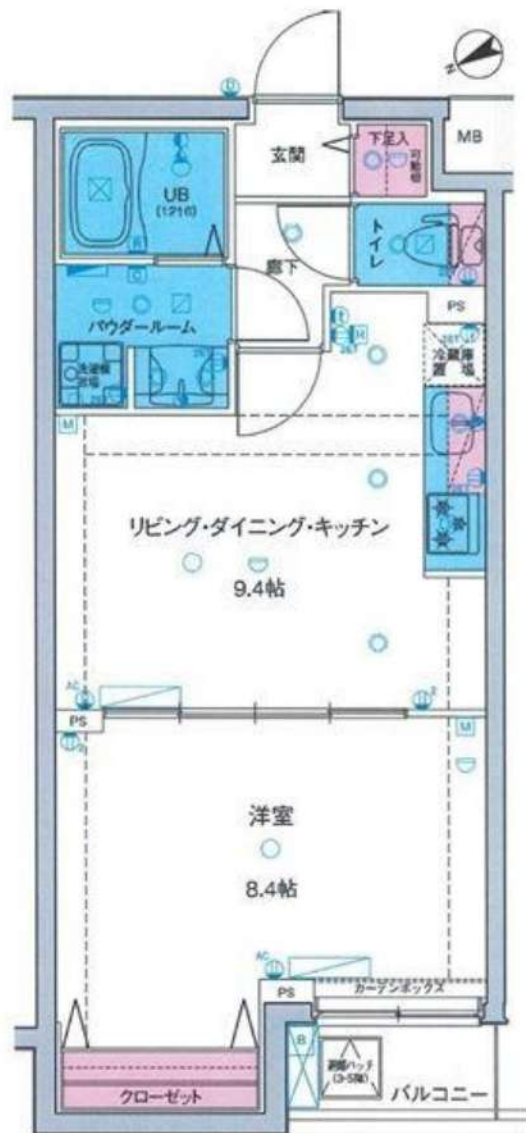 N
MB
下足入
可動棚
玄関
UB
(1216)
トイレ
廊下
PS
パウダールーム
冷蔵庫
置場
洗濯機
置場
M
リビング・ダイニング・キッチン
9.4帖
AC
2
PS
2
M
洋室
8.4帖
AC
PS
カーテンボックス
B
避難ハッチ
(3-5階)
バルコニー
クローゼット